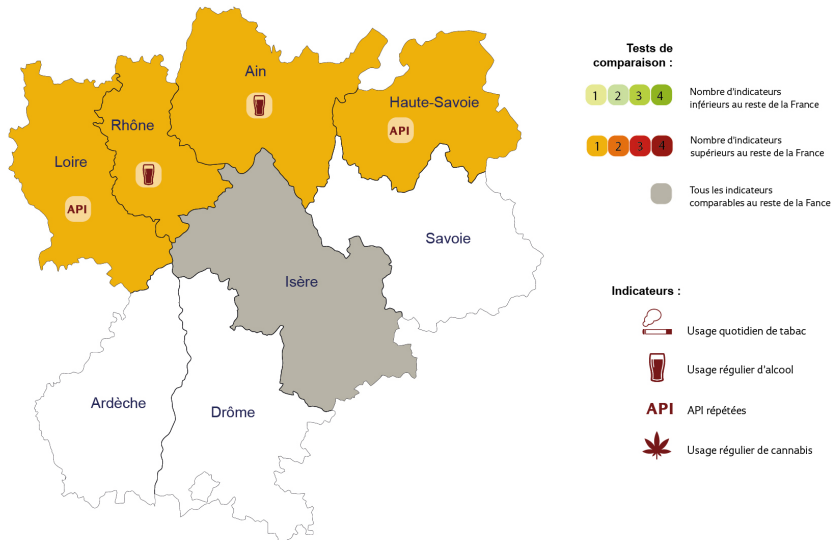 Ain
Haute-Savoie
API
Rhône
Loire
API
Savoie
Isère
Ardèche
Drôme
Tests de
comparaison :
1 2 3 4
Nombre d'indicateurs
inférieurs au reste de la France
1 2 3 4
Nombre d'indicateurs
supérieurs au reste de la France
Tous les indicateurs
comparables au reste de la Fance
Indicateurs :
Usage quotidien de tabac
Usage régulier d'alcool
API API répétées
Usage régulier de cannabis